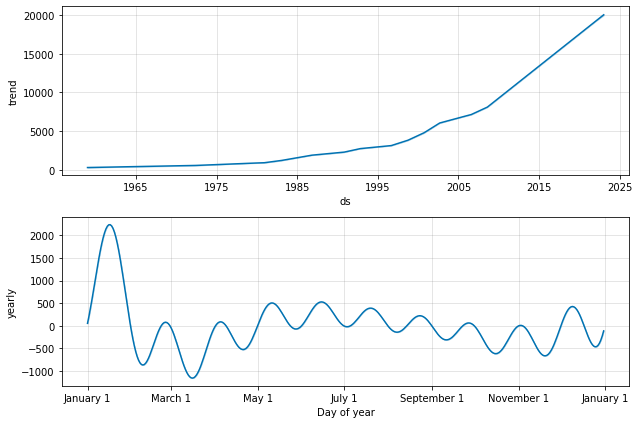 20000
15000
10000
5000
0
trend
1965 1975 1985 1995 2005 2015 2025
ds
2000
1500
1000
500
0
−500
−1000
yearly
January 1 March 1 May 1 July 1 September 1 November 1 January 1
Day of year